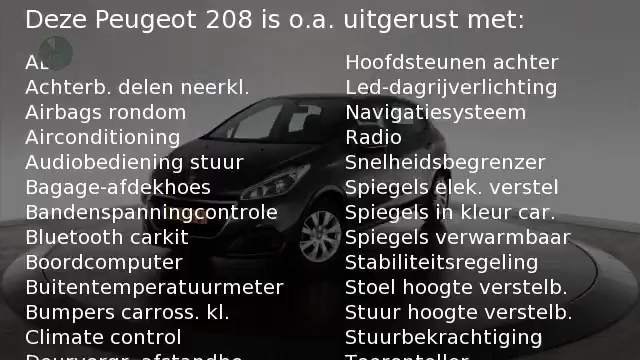 Deze Peugeot 208 is o.a. uitgerust met:
Achterb. delen neerkl.
Airbags rondom
Airconditioning
Audiobediening stuur
Bagage-afdekhoes
Bandenspanningcontrole
Bluetooth carkit
Boordcomputer
Buitentemperatuurmeter
Bumpers carross. kl.
Climate control
Hoofdsteunen achter
Led-dagrijverlichting
Navigatiesysteem
Radio
Snelheidsbegrenzer
Spiegels elek. verstel
Spiegels in kleur car.
Spiegels verwarmbaar
Stabiliteitsregeling
Stoel hoogte verstelb.
Stuur hoogte verstelb.
Stuurbekrachtiging
Toerenteller